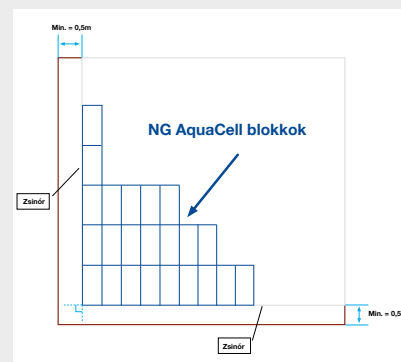 Min. = 0,5m
NG AquaCell blokkok
Zsinór
Min. = 0,5
Zsinór